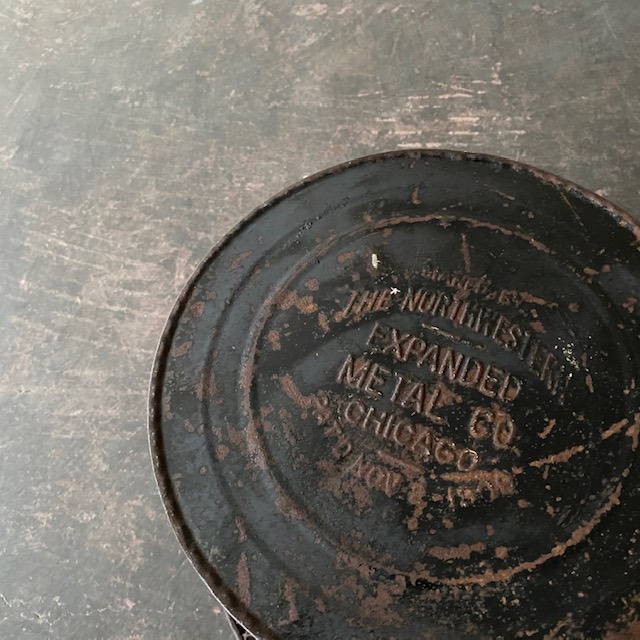 THE NORTHWESTERN
EXPANDED
METAL CO
CHICAGO